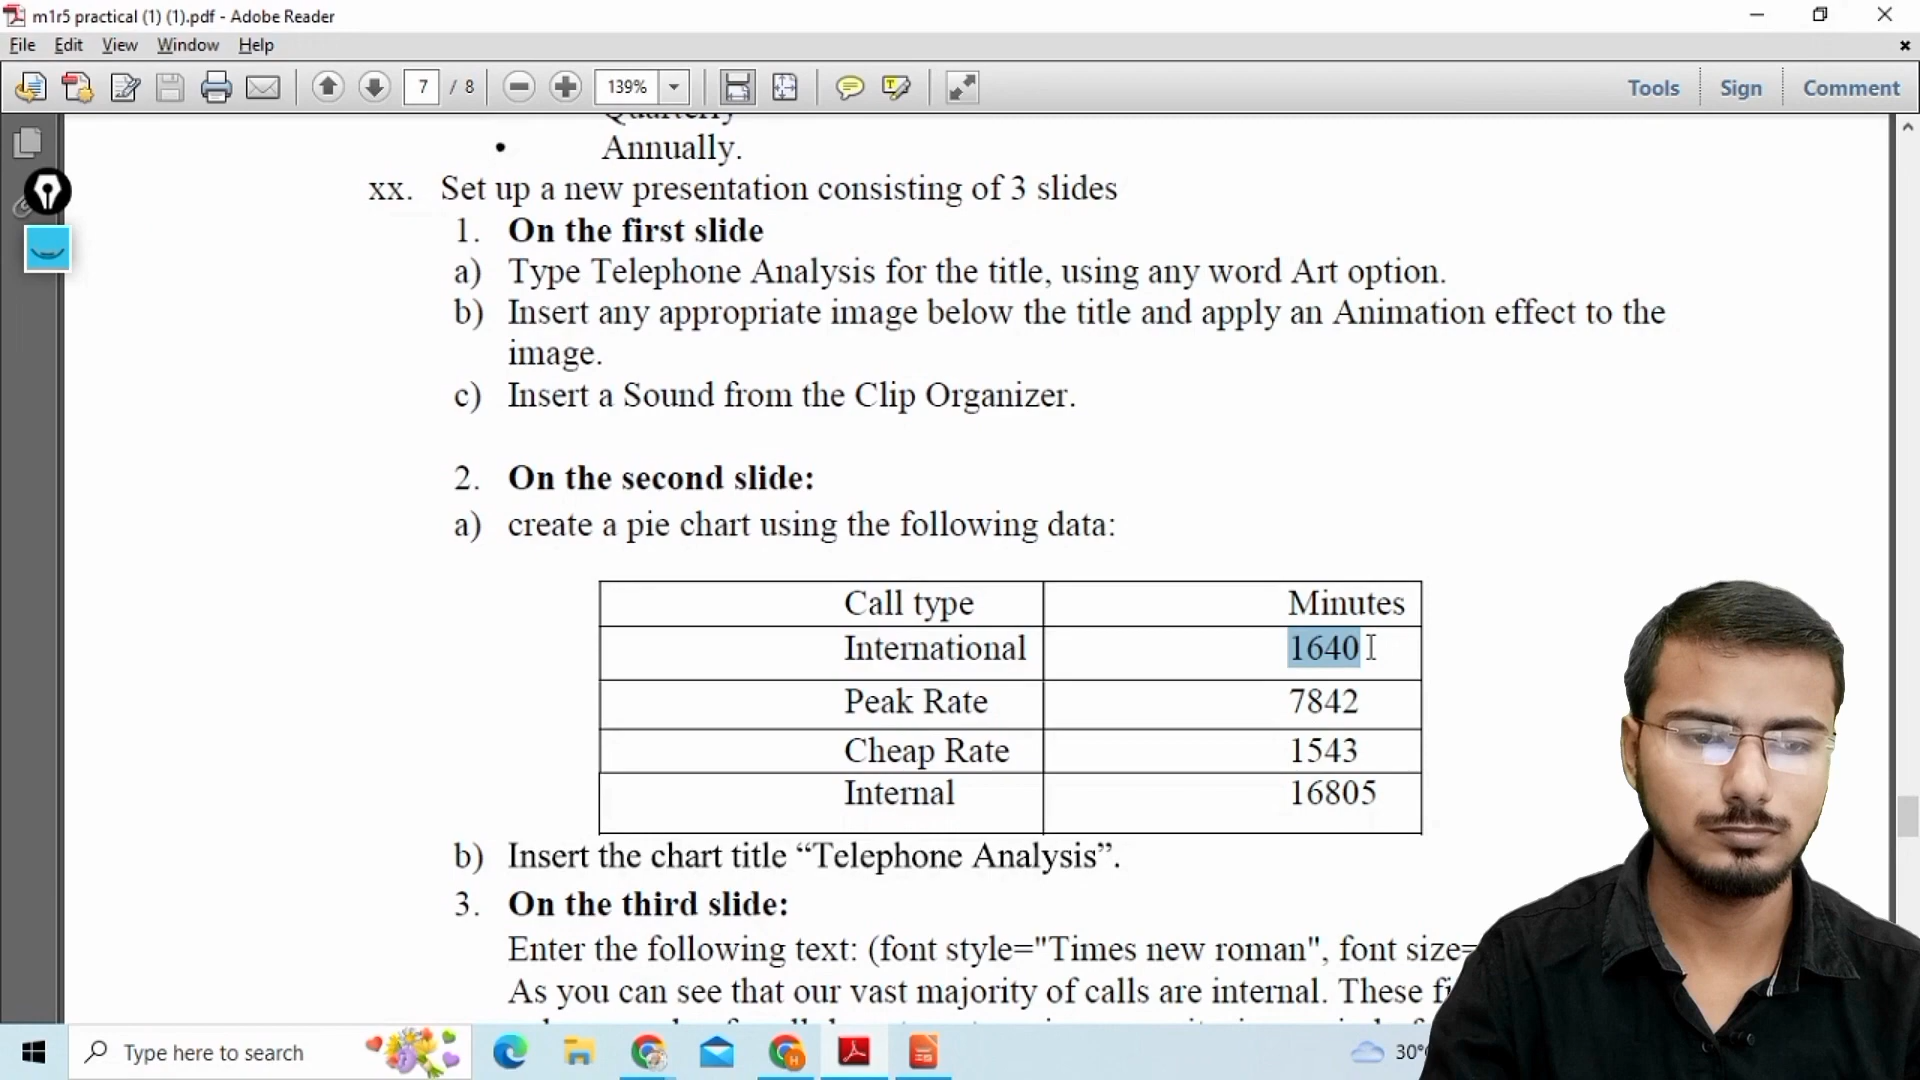 m1r5 practical (1) (1).pdf - Adobe Reader
File Edit View Window Help
7 / 8 139% Tools Sign Comment
Quarterly
• Annually.
xx. Set up a new presentation consisting of 3 slides
1. On the first slide
a) Type Telephone Analysis for the title, using any word Art option.
b) Insert any appropriate image below the title and apply an Animation effect to the
image.
c) Insert a Sound from the Clip Organizer.
2. On the second slide:
a) create a pie chart using the following data:
Call type Minutes
International 1640
Peak Rate 7842
Cheap Rate 1543
Internal 16805
b) Insert the chart title “Telephone Analysis”.
3. On the third slide:
Enter the following text: (font style="Times new roman", font size=
As you can see that our vast majority of calls are internal. These
Type here to search 30°